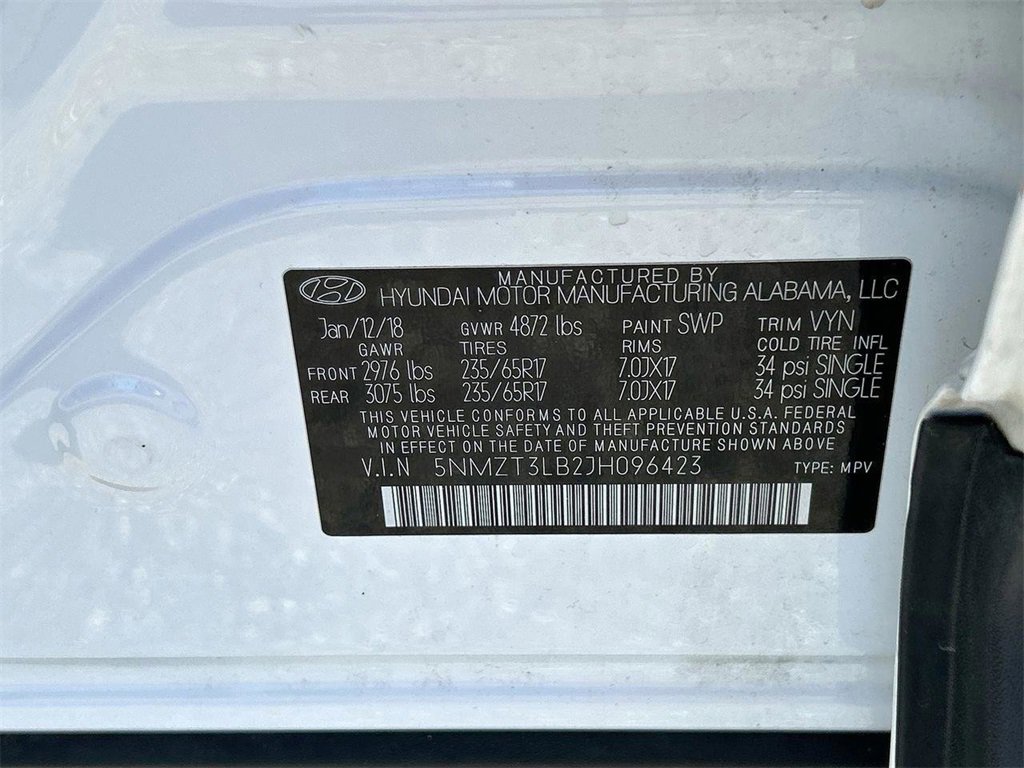 MANUFACTURED BY
HYUNDAI MOTOR MANUFACTURING ALABAMA, LLC
Jan/12/18 GVWR 4872 lbs PAINT SWP TRIM VYN
GAWR TIRES RIMS COLD TIRE INFL
FRONT 2976 lbs 235/65R17 7.0JX17 34 psi SINGLE
REAR 3075 lbs 235/65R17 7.0JX17 34 psi SINGLE
THIS VEHICLE CONFORMS TO ALL APPLICABLE U.S.A. FEDERAL
MOTOR VEHICLE SAFETY AND THEFT PREVENTION STANDARDS
IN EFFECT ON THE DATE OF MANUFACTURE SHOWN ABOVE.
V.I.N 5NMZT3LB2JH096423 TYPE: MPV